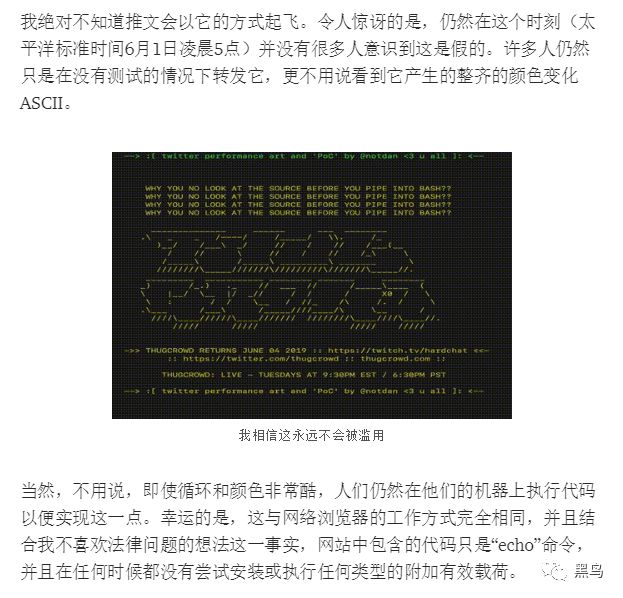 我绝对不知道推文会以它的方式起飞。令人惊讶的是，仍然在这个时刻（太
平洋标准时间6月1日凌晨5点）并没有很多人意识到这是假的。许多人仍然
只是在没有测试的情况下转发它，更不用说看到它产生的整齐的颜色变化
ASCII。
--> :[ twitter performance art and 'PoC' by @notdan <3 u all ]: <--
WHY YOU NO LOOK AT THE SOURCE BEFORE YOU PIPE INTO BASH??
WHY YOU NO LOOK AT THE SOURCE BEFORE YOU PIPE INTO BASH??
WHY YOU NO LOOK AT THE SOURCE BEFORE YOU PIPE INTO BASH??
WHY YOU NO LOOK AT THE SOURCE BEFORE YOU PIPE INTO BASH??
->> THUGCROWD RETURNS JUNE 04 2019 :: https://twitch.tv/hardchat <<-
:: https://twitter.com/thugcrowd :: thugcrowd.com ::
THUGCROWD: LIVE - TUESDAYS AT 9:30PM EST / 6:30PM PST
--> :[ twitter performance art and 'PoC' by @notdan <3 u all ]: <--
我相信这永远不会被滥用
当然，不用说，即使循环和颜色非常酷，人们仍然在他们的机器上执行代码
以便实现这一点。幸运的是，这与网络浏览器的工作方式完全相同，并且结
合我不喜欢法律问题的想法这一事实，网站中包含的代码只是“echo”命令，
并且在任何时候都没有尝试安装或执行任何类型的附加有效载荷。
黑鸟